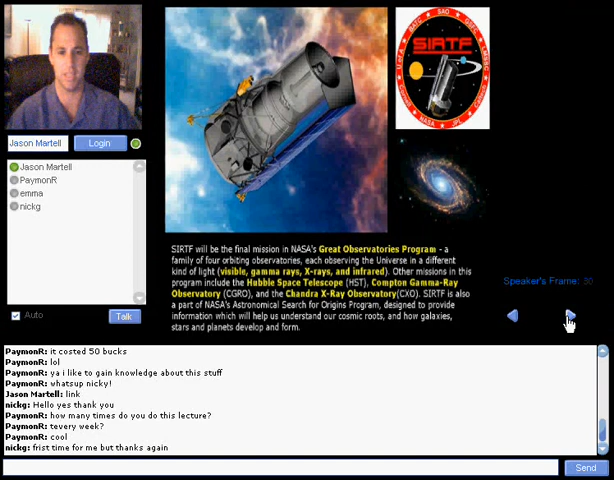 SIRTF
NASA
JPL
Jason Martell
Login
Jason Martell
PaymonR
emma
nickg
Auto
Talk
SIRTF will be the final mission in NASA's Great Observatories Program - a
family of four orbiting observatories, each observing the Universe in a different
kind of light (visible, gamma rays, X-rays, and infrared). Other missions in this
program include the Hubble Space Telescope (HST), Compton Gamma-Ray
Observatory (CGRO), and the Chandra X-Ray Observatory(CXO). SIRTF is also
a part of NASA's Astronomical Search for Origins Program, designed to provide
information which will help us understand our cosmic roots, and how galaxies,
stars and planets develop and form.
Speaker's Frame: 30
PaymonR: it costed 50 bucks
PaymonR: lol
PaymonR: ya i like to gain knowledge about this stuff
PaymonR: whatsup nicky!
Jason Martell: link
nickg: Hello yes thank you
PaymonR: how many times do you do this lecture?
PaymonR: tevery week?
PaymonR: cool
nickg: frist time for me but thanks again
Send